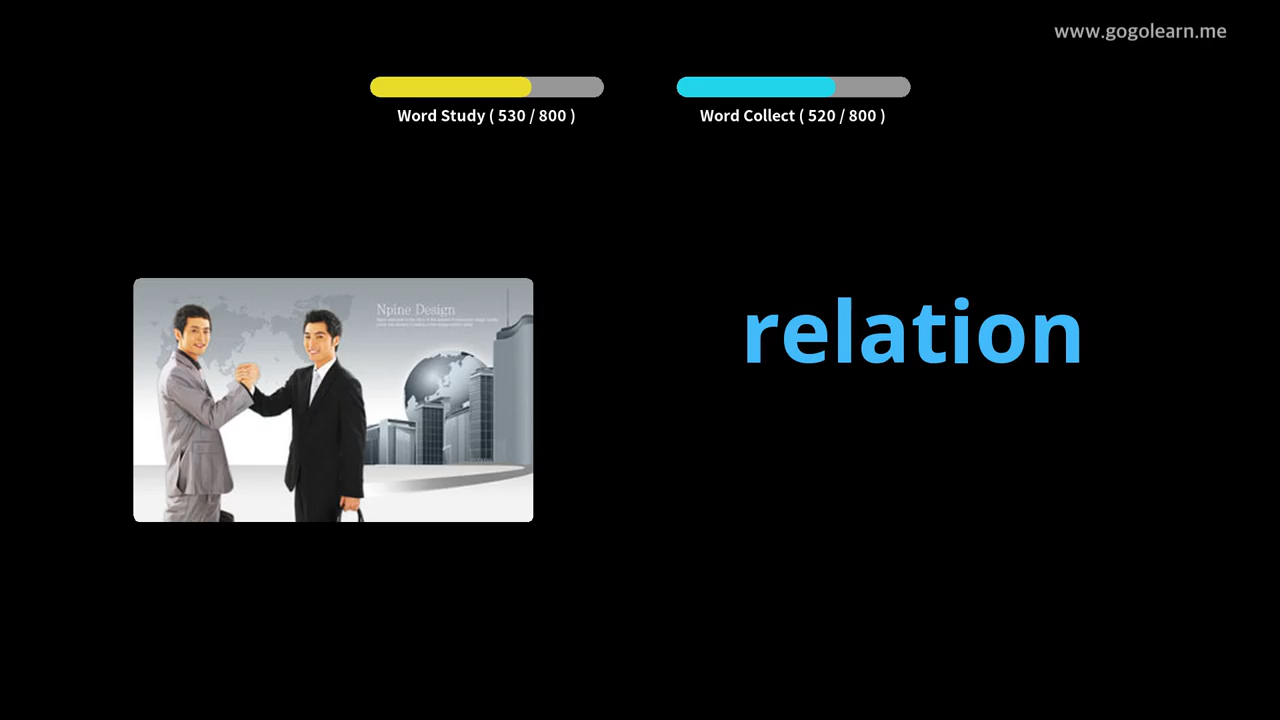 www.gogolearn.me
Word Study ( 530 / 800 )
Word Collect ( 520 / 800 )
Npine Design
relation